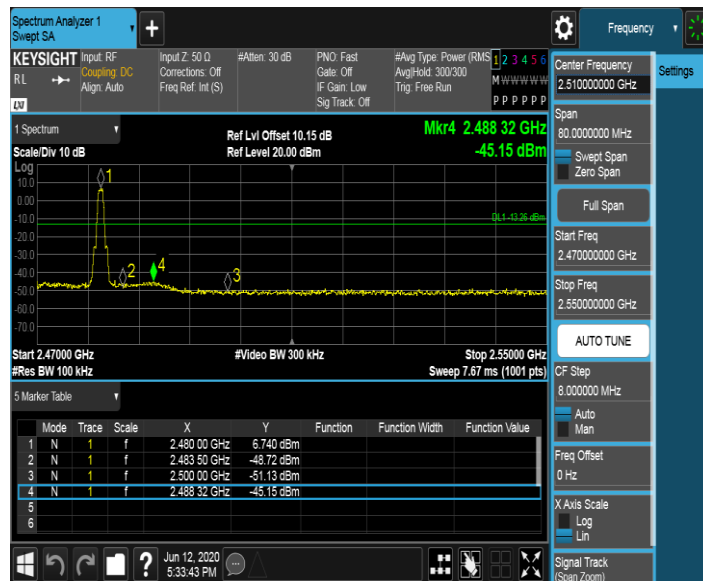 Spectrum Analyzer 1
Swept SA
Frequency
KEYSIGHT
RL
LXI
Input: RF
Coupling: DC
Align: Auto
Input Z: 50 Ω
Corrections: Off
Freq Ref: Int (S)
#Atten: 30 dB
PNO: Fast
Gate: Off
IF Gain: Low
Sig Track: Off
#Avg Type: Power (RMS
Avg|Hold: 300/300
Trig: Free Run
1 2 3 4 5 6
M W W W W W
P P P P P P
1 Spectrum
Scale/Div 10 dB
Ref Lvl Offset 10.15 dB
Ref Level 20.00 dBm
Mkr4 2.488 32 GHz
-45.15 dBm
Log
10.0
0.00
-10.0
-20.0
-30.0
-40.0
-50.0
-60.0
-70.0
1
2
4
3
DL1 -13.26 dBm
Start 2.47000 GHz
#Res BW 100 kHz
#Video BW 300 kHz
Stop 2.55000 GHz
Sweep 7.67 ms (1001 pts)
5 Marker Table
Mode Trace Scale X Y Function Function Width Function Value
1 N 1 f 2.480 00 GHz 6.740 dBm
2 N 1 f 2.483 50 GHz -48.72 dBm
3 N 1 f 2.500 00 GHz -51.13 dBm
4 N 1 f 2.488 32 GHz -45.15 dBm
5
6
Jun 12, 2020
5:33:43 PM
Center Frequency
2.510000000 GHz
Settings
Span
80.0000000 MHz
Swept Span
Zero Span
Full Span
Start Freq
2.470000000 GHz
Stop Freq
2.550000000 GHz
AUTO TUNE
CF Step
8.000000 MHz
Auto
Man
Freq Offset
0 Hz
X Axis Scale
Log
Lin
Signal Track
(Span Zoom)